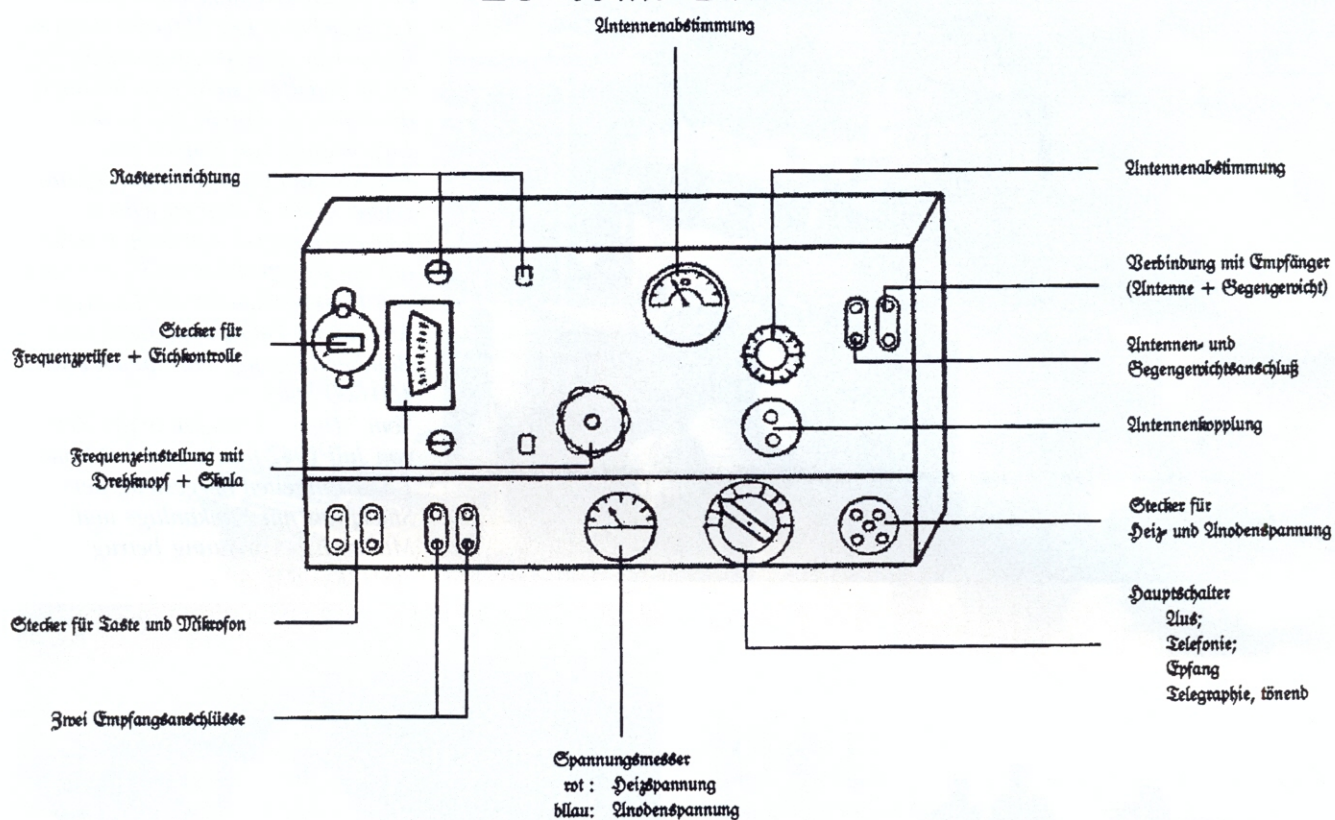 Antennenabstimmung
Rastereinrichtung
Antennenabstimmung
Verbindung mit Empfänger
(Antenne + Gegengewicht)
Stecker für
Frequenzprüfer + Eichkontrolle
Antennen- und
Gegengewichtsanschluß
Antennenkopplung
Frequenzeinstellung mit
Drehknopf + Skala
Stecker für
Heiz- und Anodenspannung
Stecker für Taste und Mikrofon
Hauptschalter
Aus;
Telefonie;
Epfang
Telegraphie, tönend
Zwei Empfangsanschlüsse
Spannungsmesser
rot : Heizspannung
bllau: Anodenspannung